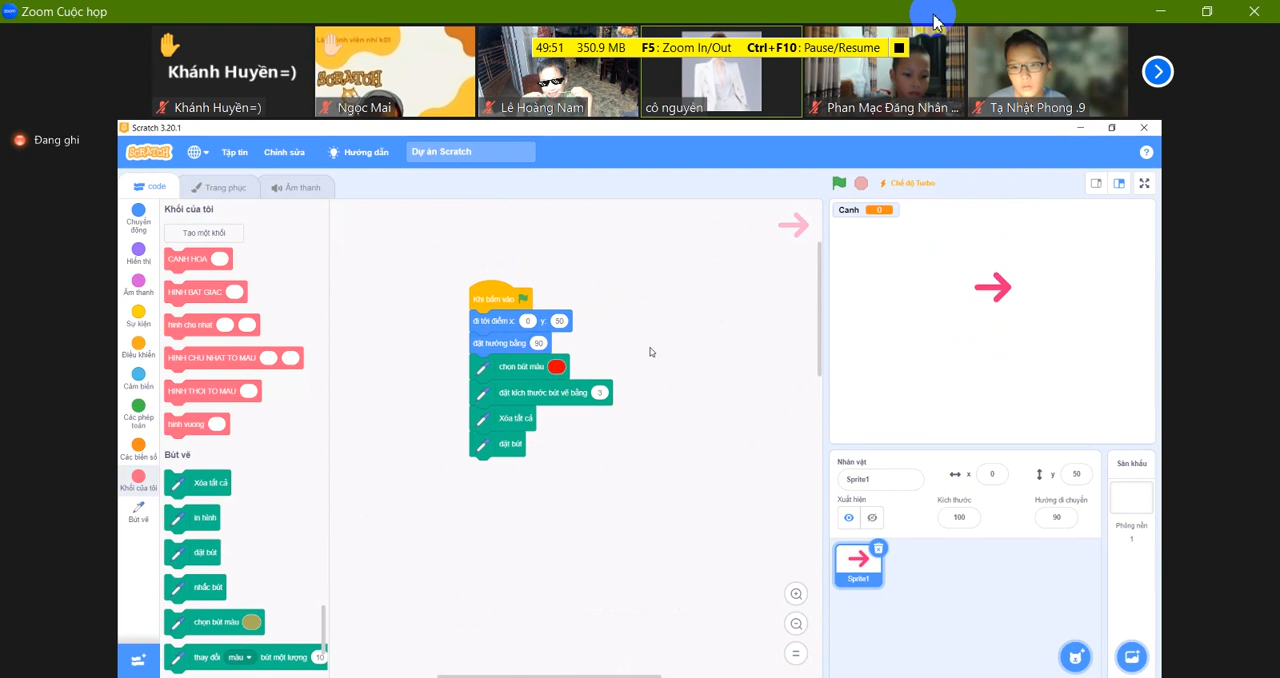 Zoom Cuộc họp
49:51 350.9 MB F5: Zoom In/Out Ctrl+F10: Pause/Resume
Khánh Huyền=)
SCRATCH
Khánh Huyền=)
Ngọc Mai
Lê Hoàng Nam
cô nguyên
Phan Mạc Đăng Nhân ...
Tạ Nhật Phong .9
Đang ghi
Scratch 3.20.1
SCRATCH
Tập tin
Chỉnh sửa
Hướng dẫn
Dự án Scratch
?
code
Trang phục
Âm thanh
Chế độ Turbo
Chuyển động
Hiển thị
Âm thanh
Sự kiện
Điều khiển
Cảm biến
Các phép toán
Các biến số
Khối của tôi
Bút vẽ
Khối của tôi
Tạo một khối
CANH HOA
HINH BAT GIAC
hinh chu nhat
HINH CHU NHAT TO MAU
HINH THOI TO MAU
hinh vuong
Bút vẽ
Xóa tất cả
in hình
đặt bút
nhấc bút
chọn bút màu
thay đổi màu bút một lượng 10
Khi bấm vào
đi tới điểm x: 0 y: 50
đặt hướng bằng 90
chọn bút màu
đặt kích thước bút vẽ bằng 3
Xóa tất cả
đặt bút
Canh 0
Nhân vật
Sprite1
x 0
y 50
Xuất hiện
Kích thước
100
Hướng di chuyển
90
Sprite1
Sân khấu
Phông nền
1